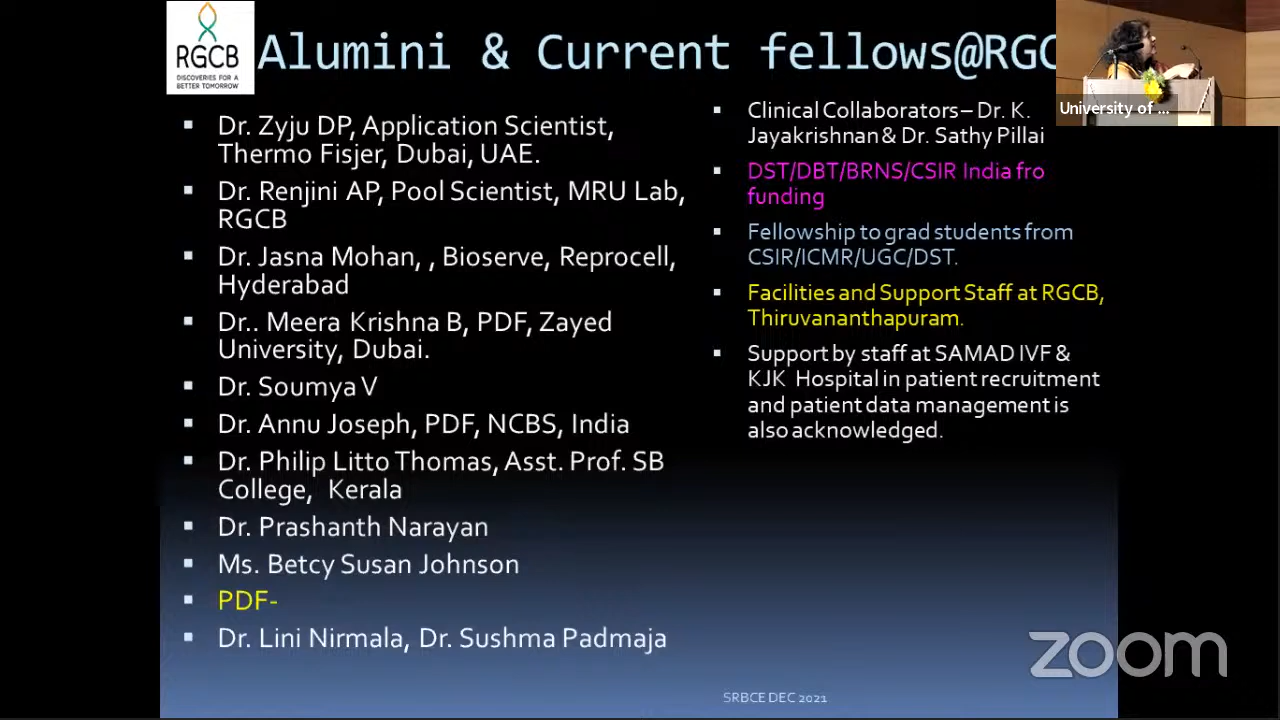 RGCB
DISCOVERIES FOR A
BETTER TOMORROW
Alumini & Current fellows@RGC
Dr. Zyju DP, Application Scientist,
Thermo Fisjer, Dubai, UAE.
Dr. Renjini AP, Pool Scientist, MRU Lab,
RGCB
Dr. Jasna Mohan, , Bioserve, Reprocell,
Hyderabad
Dr.. Meera Krishna B, PDF, Zayed
University, Dubai.
Dr. Soumya V
Dr. Annu Joseph, PDF, NCBS, India
Dr. Philip Litto Thomas, Asst. Prof. SB
College, Kerala
Dr. Prashanth Narayan
Ms. Betcy Susan Johnson
PDF-
Dr. Lini Nirmala, Dr. Sushma Padmaja
Clinical Collaborators – Dr. K.
Jayakrishnan & Dr. Sathy Pillai
DST/DBT/BRNS/CSIR India fro
funding
Fellowship to grad students from
CSIR/ICMR/UGC/DST.
Facilities and Support Staff at RGCB,
Thiruvananthapuram.
Support by staff at SAMAD IVF &
KJK Hospital in patient recruitment
and patient data management is
also acknowledged.
SRBCE DEC 2021
University of ...
zoom